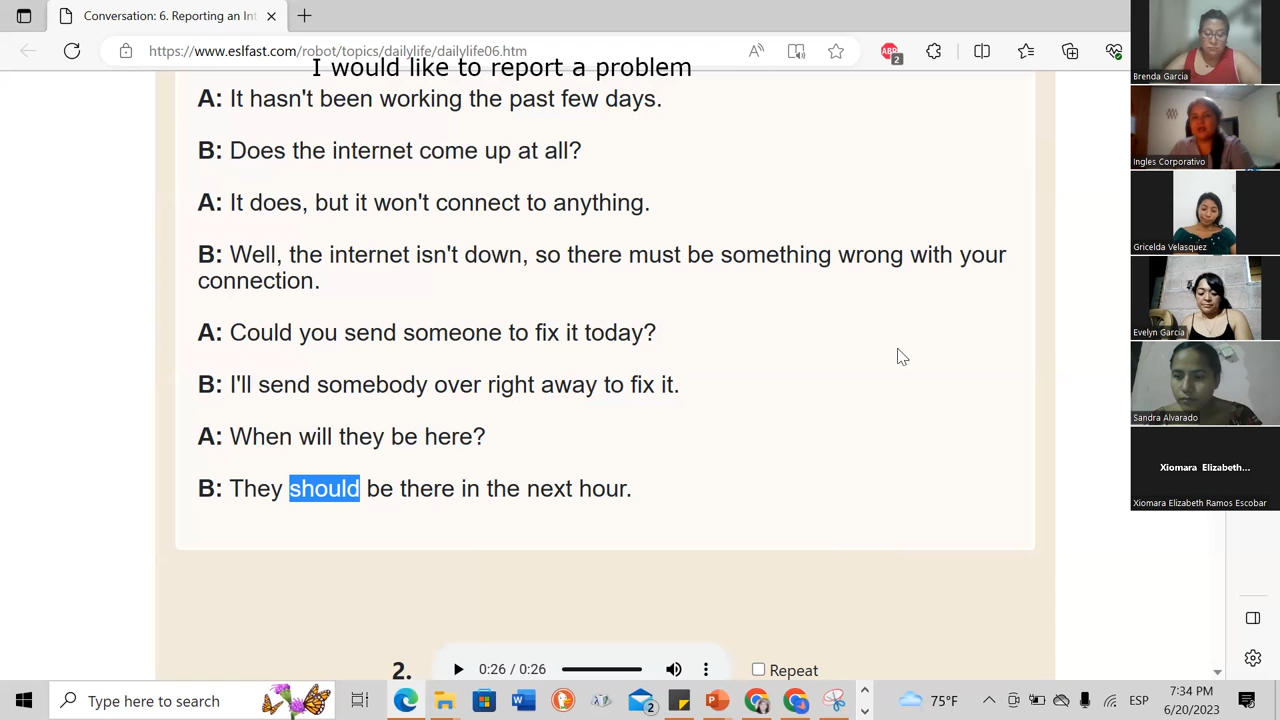 Conversation: 6. Reporting an Int
https://www.eslfast.com/robot/topics/dailylife/dailylife06.htm
ABP
2
I would like to report a problem
A: It hasn't been working the past few days.
B: Does the internet come up at all?
A: It does, but it won't connect to anything.
B: Well, the internet isn't down, so there must be something wrong with your
connection.
A: Could you send someone to fix it today?
B: I'll send somebody over right away to fix it.
A: When will they be here?
B: They should be there in the next hour.
2.
0:26 / 0:26
Repeat
Brenda Garcia
Ingles Corporativo
Gricelda Velasquez
Evelyn García
Sandra Alvarado
Xiomara Elizabeth...
Xiomara Elizabeth Ramos Escobar
Type here to search
2
75°F
ESP
7:34 PM
6/20/2023